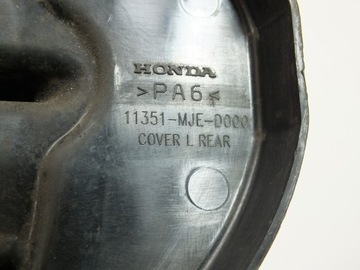 HONDA
>PA6<
11351-MJE-D000
COVER L REAR